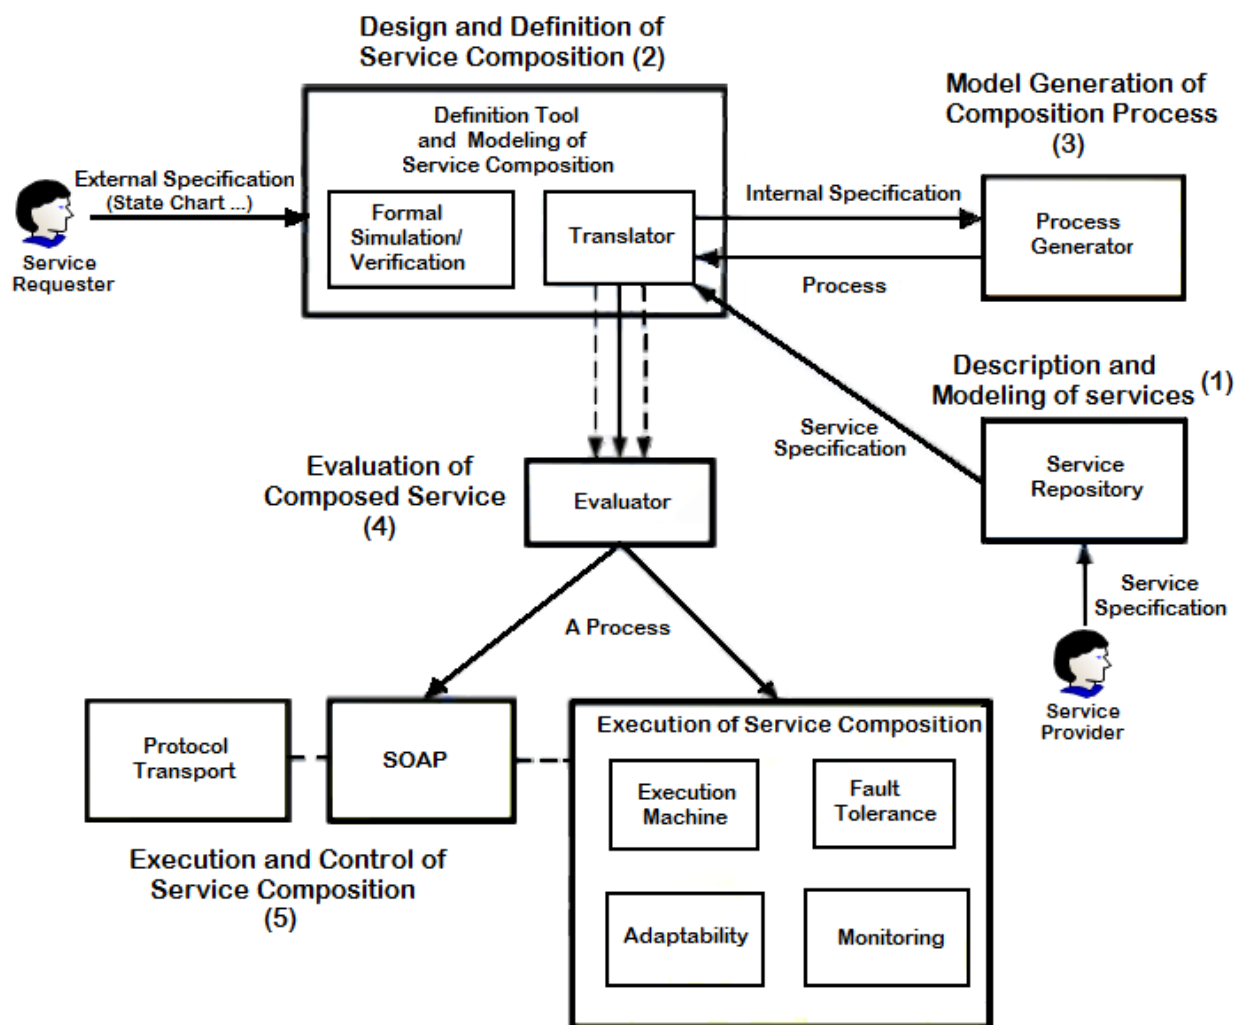 Design and Definition of
Service Composition (2)
Definition Tool
and Modeling of
Service Composition
Formal
Simulation/
Verification
Translator
External Specification
(State Chart ...)
Service
Requester
Model Generation of
Composition Process
(3)
Internal Specification
Process
Generator
Process
Description and
Modeling of services (1)
Service
Specification
Service
Repository
Service
Specification
Service
Provider
Evaluation of
Composed Service
(4)
Evaluator
A Process
Protocol
Transport
SOAP
Execution and Control of
Service Composition
(5)
Execution of Service Composition
Execution
Machine
Fault
Tolerance
Adaptability
Monitoring